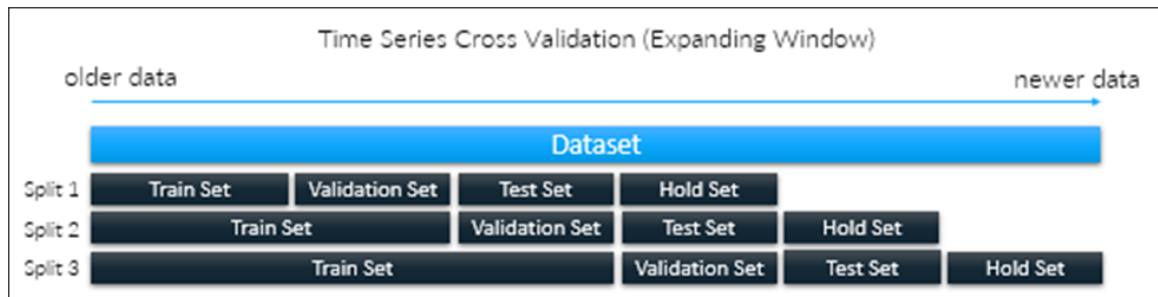 Time Series Cross Validation (Expanding Window)
older data newer data
Dataset
Split 1 Train Set Validation Set Test Set Hold Set
Split 2 Train Set Validation Set Test Set Hold Set
Split 3 Train Set Validation Set Test Set Hold Set